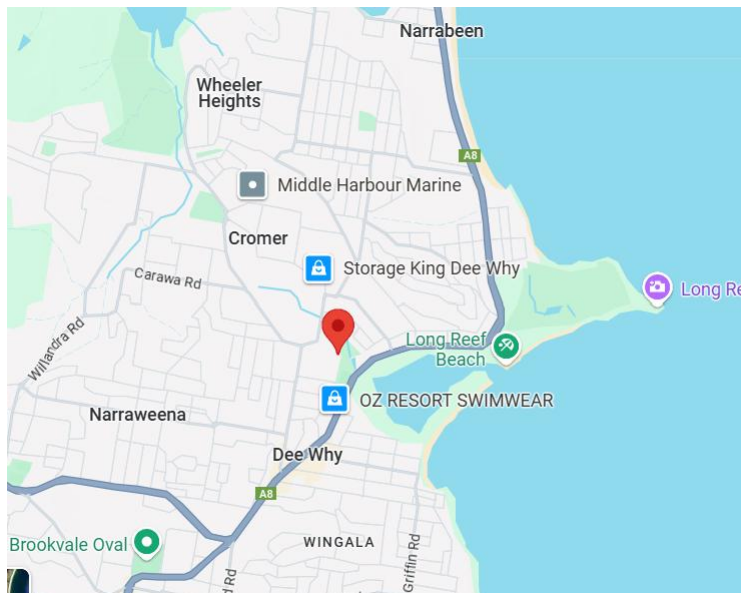 Narrabeen
Wheeler
Heights
A8
Middle Harbour Marine
Cromer
Storage King Dee Why
Carawa Rd
Long Re
Willandra Rd
Long Reef
Beach
OZ RESORT SWIMWEAR
Narraweena
Dee Why
A8
Brookvale Oval
WINGALA
Griffin Rd
d Rd